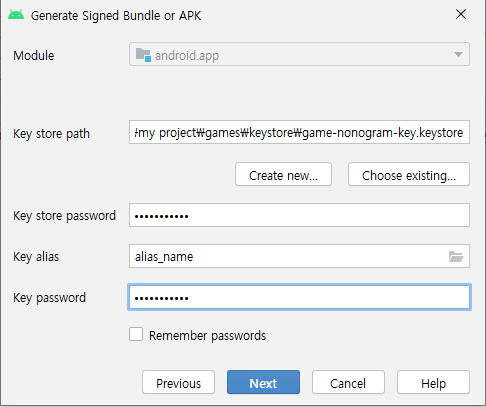 Generate Signed Bundle or APK
Module
android.app
Key store path
my project₩games₩keystore₩game-nonogram-key.keystore
Create new...
Choose existing...
Key store password
•••••••••••
Key alias
alias_name
Key password
•••••••••••
Remember passwords
Previous
Next
Cancel
Help